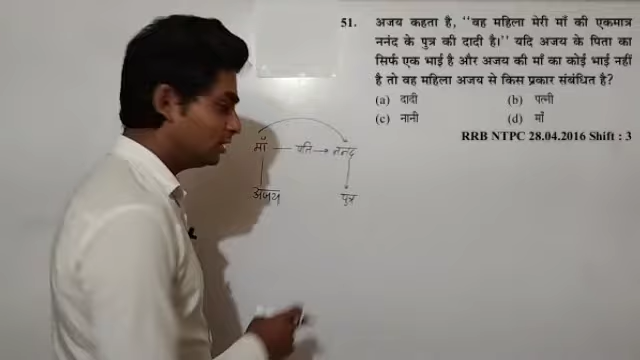 51. अजय कहता है, ‘‘वह महिला मेरी माँ की एकमात्र
ननंद के पुत्र की दादी है।’’ यदि अजय के पिता का
सिर्फ एक भाई है और अजय की माँ का कोई भाई नहीं
है तो वह महिला अजय से किस प्रकार संबंधित है?
(a) दादी (b) पत्नी
(c) नानी (d) माँ
RRB NTPC 28.04.2016 Shift : 3
माँ — पति → ननद
अजय पुत्र